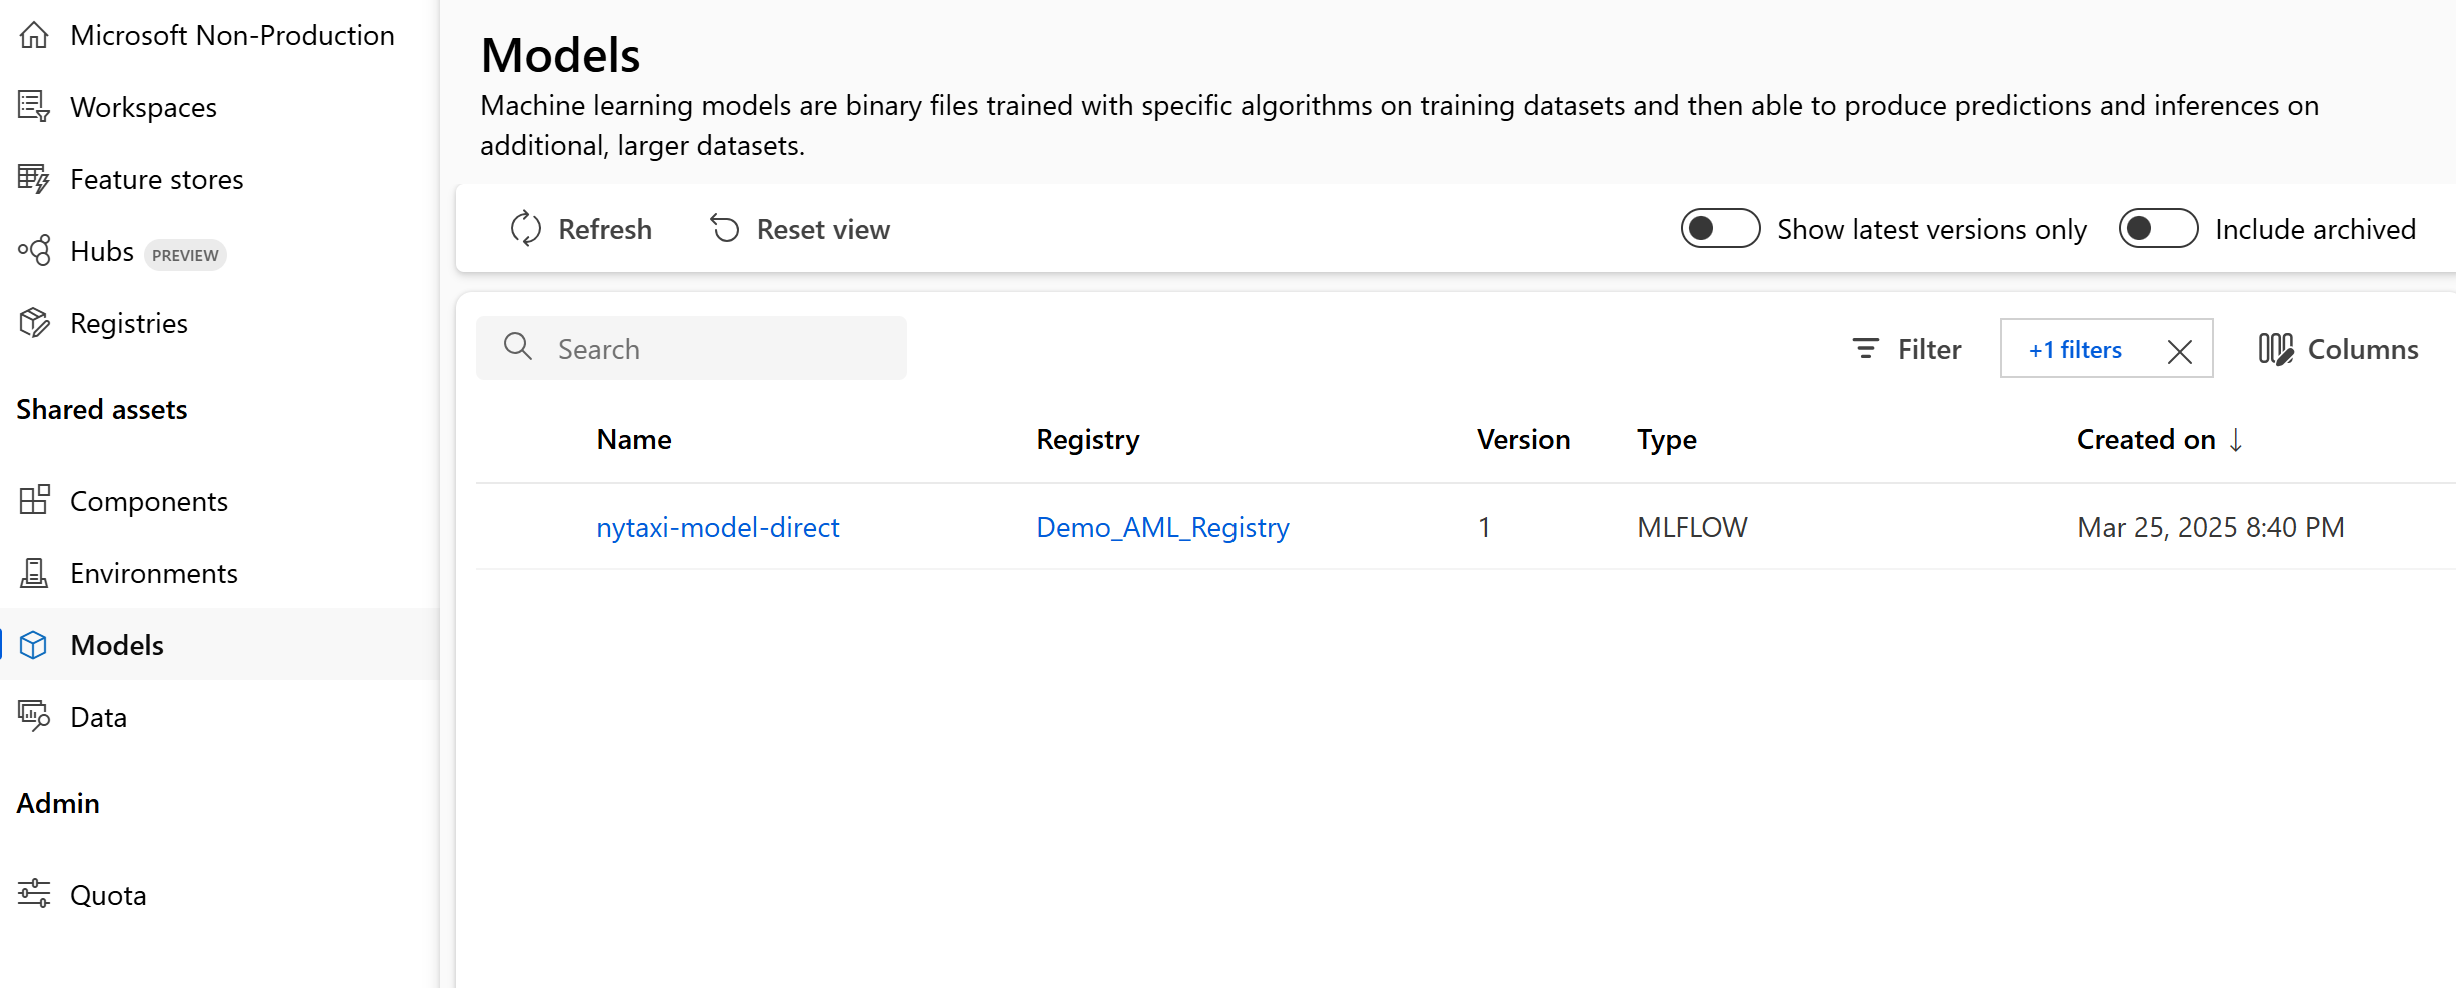 Microsoft Non-Production
Workspaces
Feature stores
Hubs PREVIEW
Registries
Shared assets
Components
Environments
Models
Data
Admin
Quota
Models
Machine learning models are binary files trained with specific algorithms on training datasets and then able to produce predictions and inferences on
additional, larger datasets.
Refresh Reset view Show latest versions only Include archived
Search Filter +1 filters Columns
Name Registry Version Type Created on ↓
nytaxi-model-direct Demo_AML_Registry 1 MLFLOW Mar 25, 2025 8:40 PM